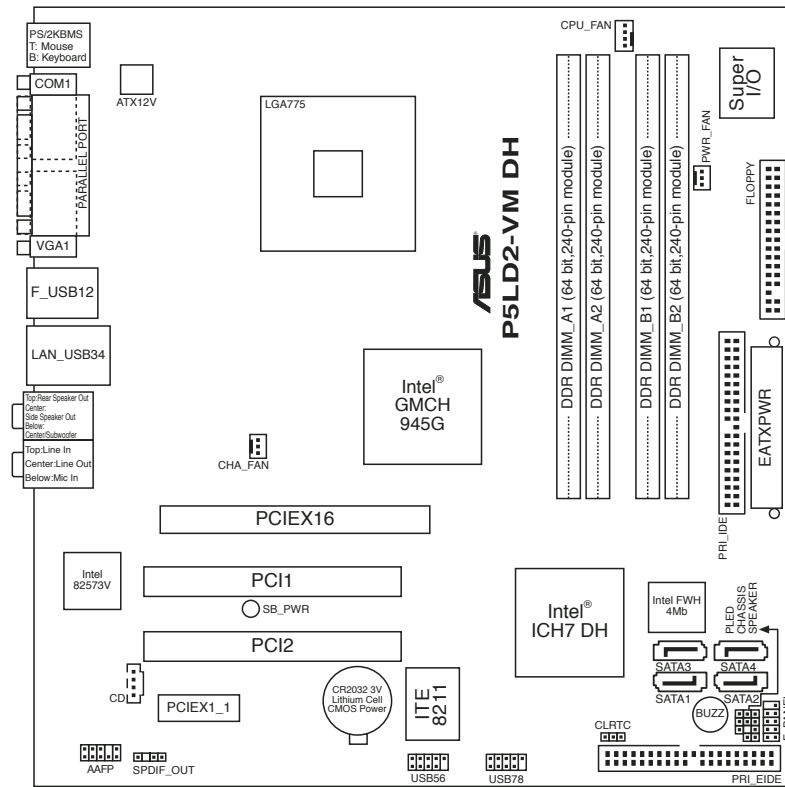 PS/2KBMS
T: Mouse
B: Keyboard
CPU_FAN
COM1
ATX12V
LGA775
Super
I/O
PWR_FAN
FLOPPY
PARALLEL PORT
VGA1
F_USB12
LAN_USB34
ASUS
P5LD2-VM DH
DDR DIMM_A1 (64 bit,240-pin module)
DDR DIMM_A2 (64 bit,240-pin module)
DDR DIMM_B1 (64 bit,240-pin module)
DDR DIMM_B2 (64 bit,240-pin module)
Top:Rear Speaker Out
Center:
Side Speaker Out
Below:
Center/Subwoofer
Top:Line In
Center:Line Out
Below:Mic In
Intel®
GMCH
945G
EATXPWR
CHA_FAN
PRI_IDE
PCIEX16
Intel
82573V
PCI1
SB_PWR
PCI2
Intel®
ICH7 DH
Intel FWH
4Mb
PLED
CHASSIS
SPEAKER
SATA3
SATA4
SATA1
SATA2
CD
PCIEX1_1
CR2032 3V
Lithium Cell
CMOS Power
ITE
8211
BUZZ
CLRTC
AAFP
SPDIF_OUT
USB56
USB78
PRI_EIDE